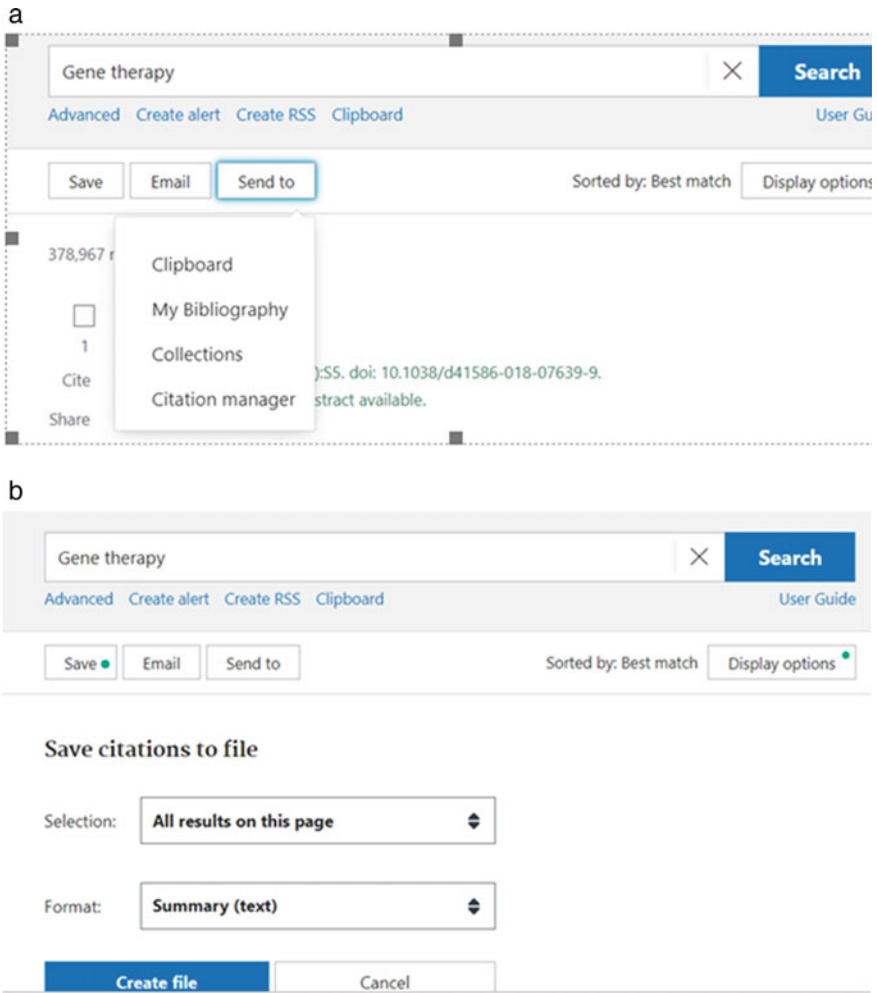 a
Gene therapy
Search
Advanced Create alert Create RSS Clipboard
User Gu
Save Email Send to Sorted by: Best match Display options
378,967 r
Clipboard
My Bibliography
Collections
Citation manager
1
Cite
Share
):S5. doi: 10.1038/d41586-018-07639-9.
stract available.
b
Gene therapy
Search
Advanced Create alert Create RSS Clipboard
User Guide
Save Email Send to Sorted by: Best match Display options
Save citations to file
Selection: All results on this page
Format: Summary (text)
Create file Cancel